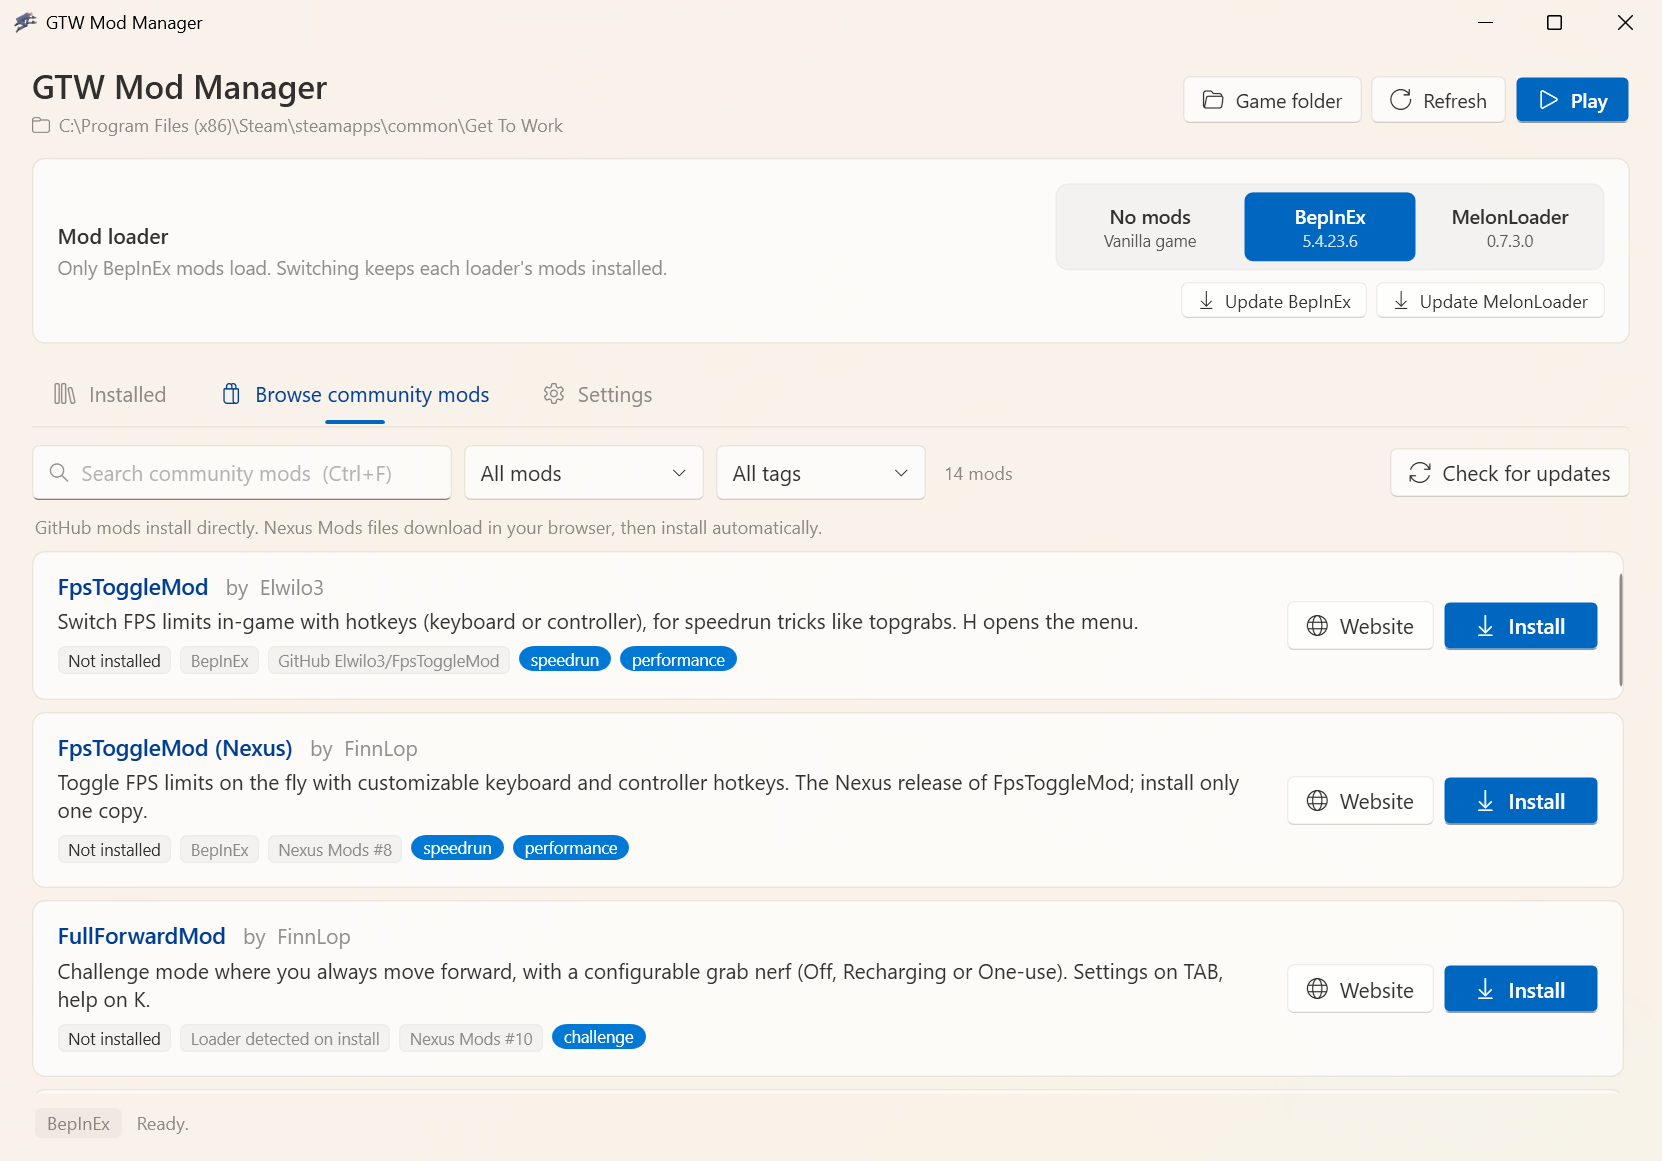 GTW Mod Manager
GTW Mod Manager
C:\Program Files (x86)\Steam\steamapps\common\Get To Work
Game folder
Refresh
Play
Mod loader
Only BepInEx mods load. Switching keeps each loader's mods installed.
No mods
Vanilla game
BepInEx
5.4.23.6
MelonLoader
0.7.3.0
Update BepInEx
Update MelonLoader
Installed
Browse community mods
Settings
Search community mods (Ctrl+F)
All mods
All tags
14 mods
Check for updates
GitHub mods install directly. Nexus Mods files download in your browser, then install automatically.
FpsToggleMod by Elwilo3
Switch FPS limits in-game with hotkeys (keyboard or controller), for speedrun tricks like topgrabs. H opens the menu.
Not installed
BepInEx
GitHub Elwilo3/FpsToggleMod
speedrun
performance
Website
Install
FpsToggleMod (Nexus) by FinnLop
Toggle FPS limits on the fly with customizable keyboard and controller hotkeys. The Nexus release of FpsToggleMod; install only
one copy.
Not installed
BepInEx
Nexus Mods #8
speedrun
performance
Website
Install
FullForwardMod by FinnLop
Challenge mode where you always move forward, with a configurable grab nerf (Off, Recharging or One-use). Settings on TAB,
help on K.
Not installed
Loader detected on install
Nexus Mods #10
challenge
Website
Install
BepInEx
Ready.